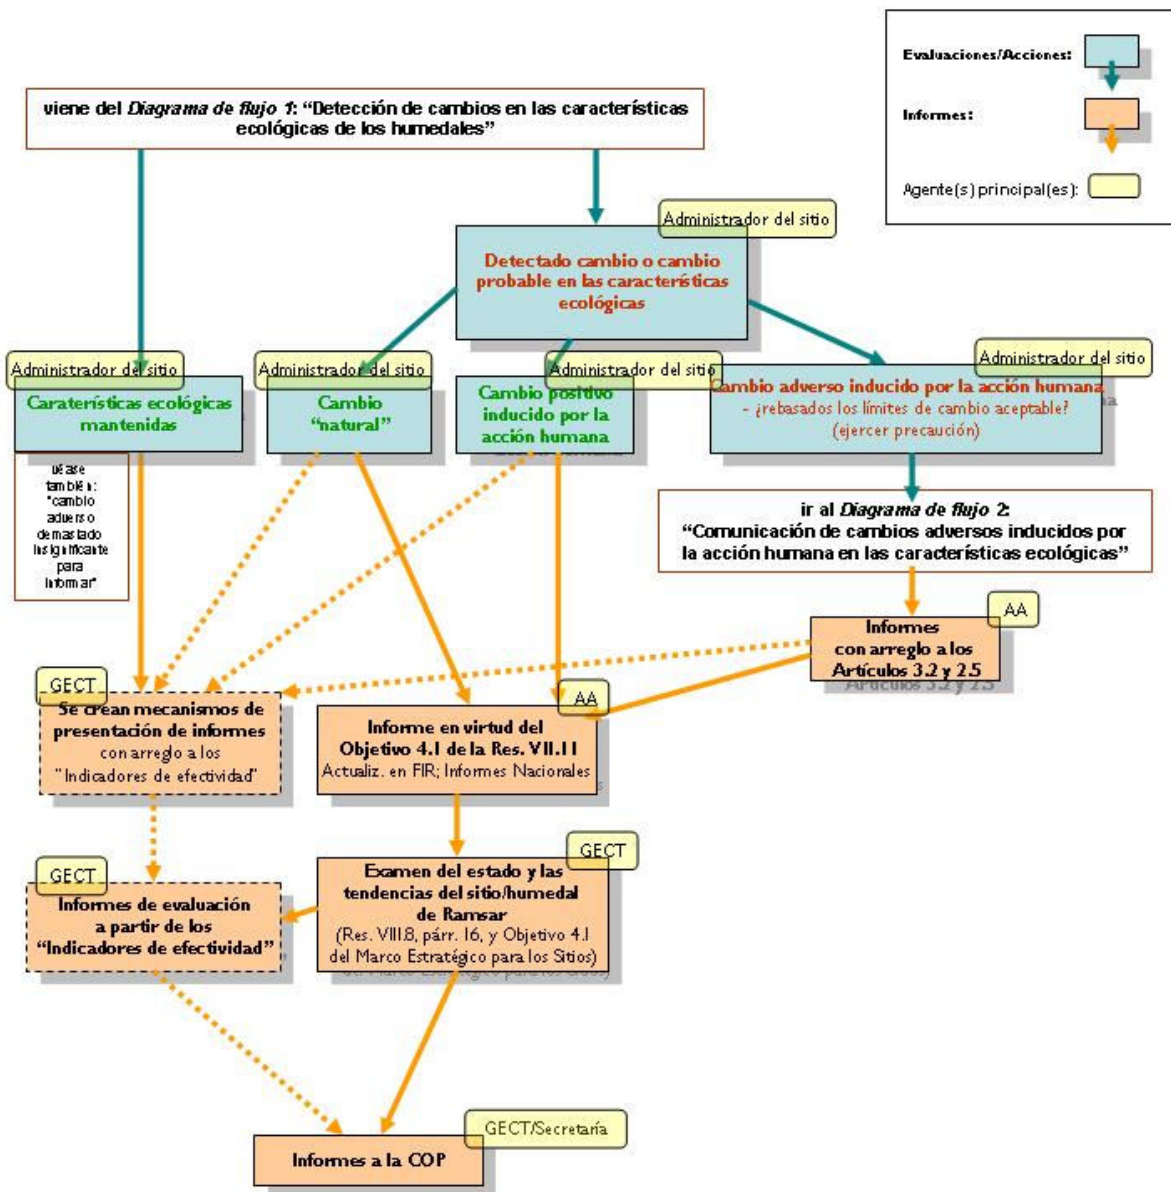 Evaluaciones/Acciones:
Informes:
Agente(s) principal(es):
viene del Diagrama de flujo 1: “Detección de cambios en las características
ecológicas de los humedales”
Administrador del sitio
Detectado cambio o cambio
probable en las características
ecológicas
Administrador del sitio
Caraterísticas ecológicas
mantenidas
Administrador del sitio
Cambio
“natural”
Administrador del sitio
Cambio positivo
inducido por la
acción humana
Administrador del sitio
Cambio adverso inducido por la acción humana
- ¿rebasados los límites de cambio aceptable?
(ejercer precaución)
véase
también:
"cambio
adverso
demasiado
insignificante
para
informar"
ir al Diagrama de flujo 2:
“Comunicación de cambios adversos inducidos por
la acción humana en las características ecológicas”
AA
Informes
con arreglo a los
Artículos 3.2 y 2.5
GECT
Se crean mecanismos de
presentación de informes
con arreglo a los
"Indicadores de efectividad"
AA
Informe en virtud del
Objetivo 4.1 de la Res. VII.11
Actualiz. en FIR; Informes Nacionales
GECT
Informes de evaluación
a partir de los
“Indicadores de efectividad”
GECT
Examen del estado y las
tendencias del sitio/humedal
de Ramsar
(Res. VIII.8, párr. 16, y Objetivo 4.1
del Marco Estratégico para los Sitios)
GECT/Secretaría
Informes a la COP